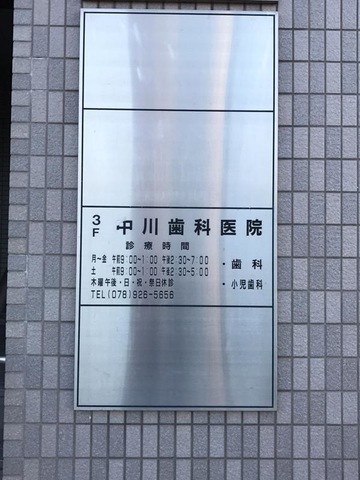 3F 中川歯科医院
診療時間
月～金 午前9:00~1:00 午後2:30~7:00 ・歯科
土 午前9:00~1:00 午後2:30~5:00
木曜午後・日・祝・祭日休診 ・小児歯科
TEL(078)926-5656